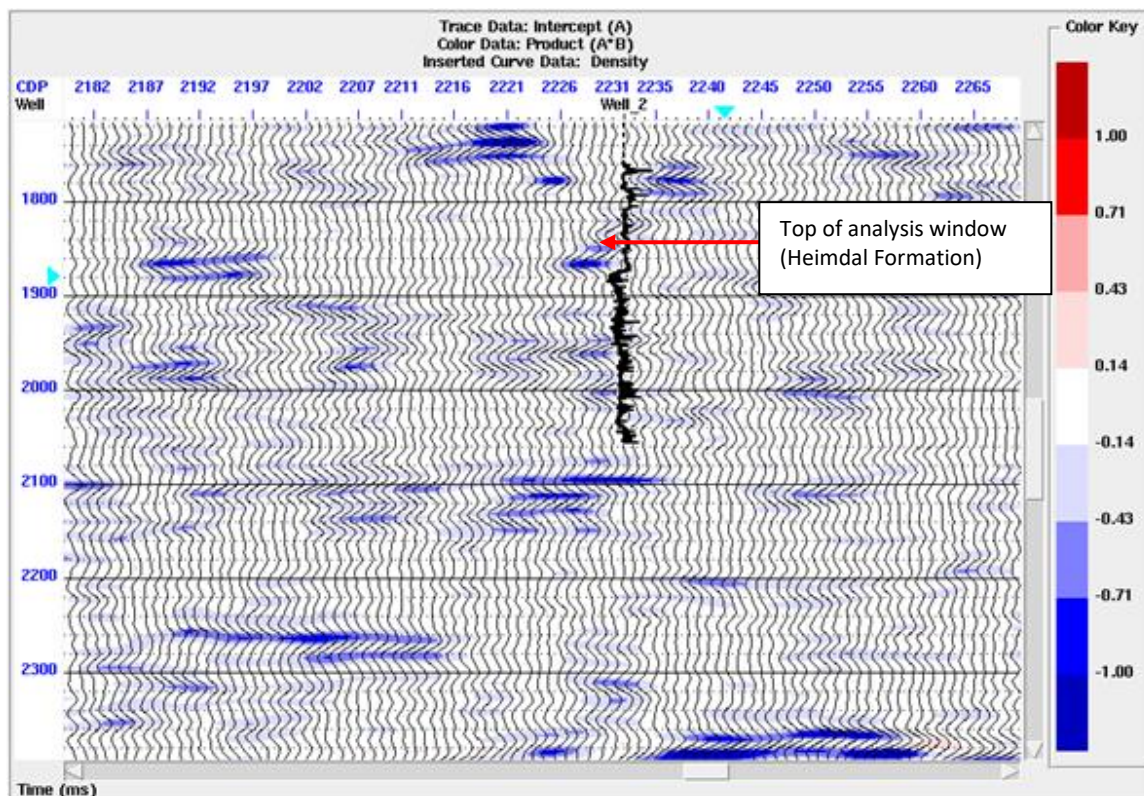 Trace Data: Intercept (A)
Color Data: Product (A*B)
Inserted Curve Data: Density
Color Key
CDP 2182 2187 2192 2197 2202 2207 2211 2216 2221 2226 2231 2235 2240 2245 2250 2255 2260 2265
Well Well_2
1800
1900
2000
2100
2200
2300
Top of analysis window
(Heimdal Formation)
1.00
0.71
0.43
0.14
-0.14
-0.43
-0.71
-1.00
Time (ms)